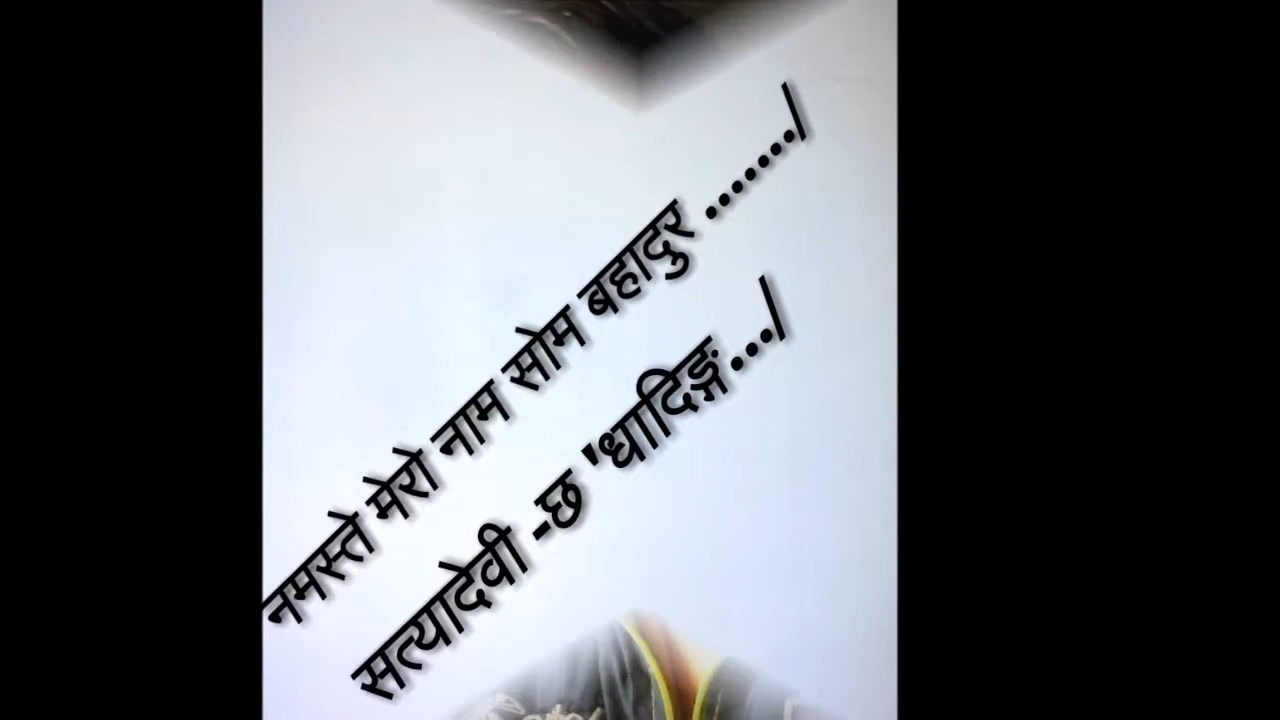 नमस्ते मेरो नाम सोम बहादुर .......।
सत्यादेवी -छ 'धादिङ्ग...।